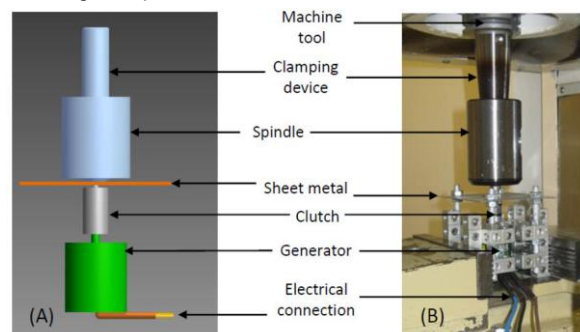 Machine
tool
Clamping
device
Spindle
Sheet metal
Clutch
Generator
Electrical
connection
(A)
(B)